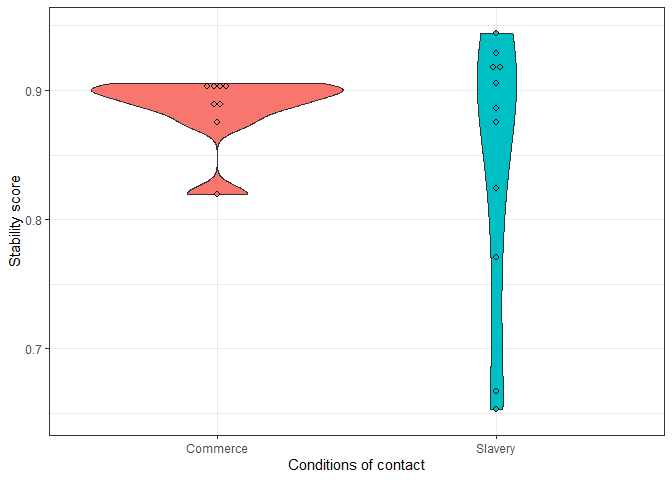 0.9
0.8
0.7
Stability score
Commerce
Slavery
Conditions of contact